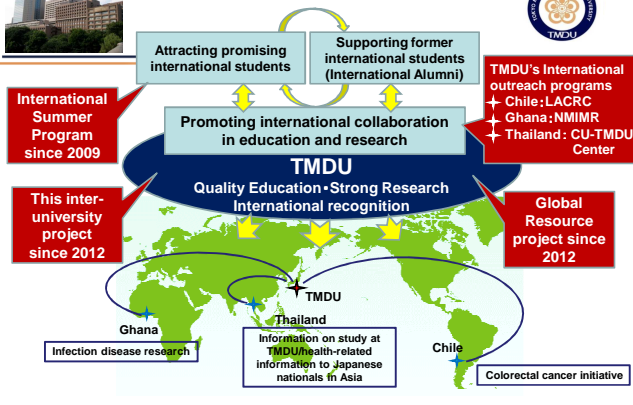 TOKYO
UNIVERSITY
TMDU
Attracting promising
international students
Supporting former
international students
(International Alumni)
TMDU's International
outreach programs
Chile:LACRC
Ghana:NMIMR
Thailand: CU-TMDU
Center
International
Summer
Program
since 2009
Promoting international collaboration
in education and research
TMDU
Quality Education・Strong Research
International recognition
This inter-
university
project
since 2012
Global
Resource
project since
2012
TMDU
Thailand
Ghana
Infection disease research
Information on study at
TMDU/health-related
information to Japanese
nationals in Asia
Chile
Colorectal cancer initiative